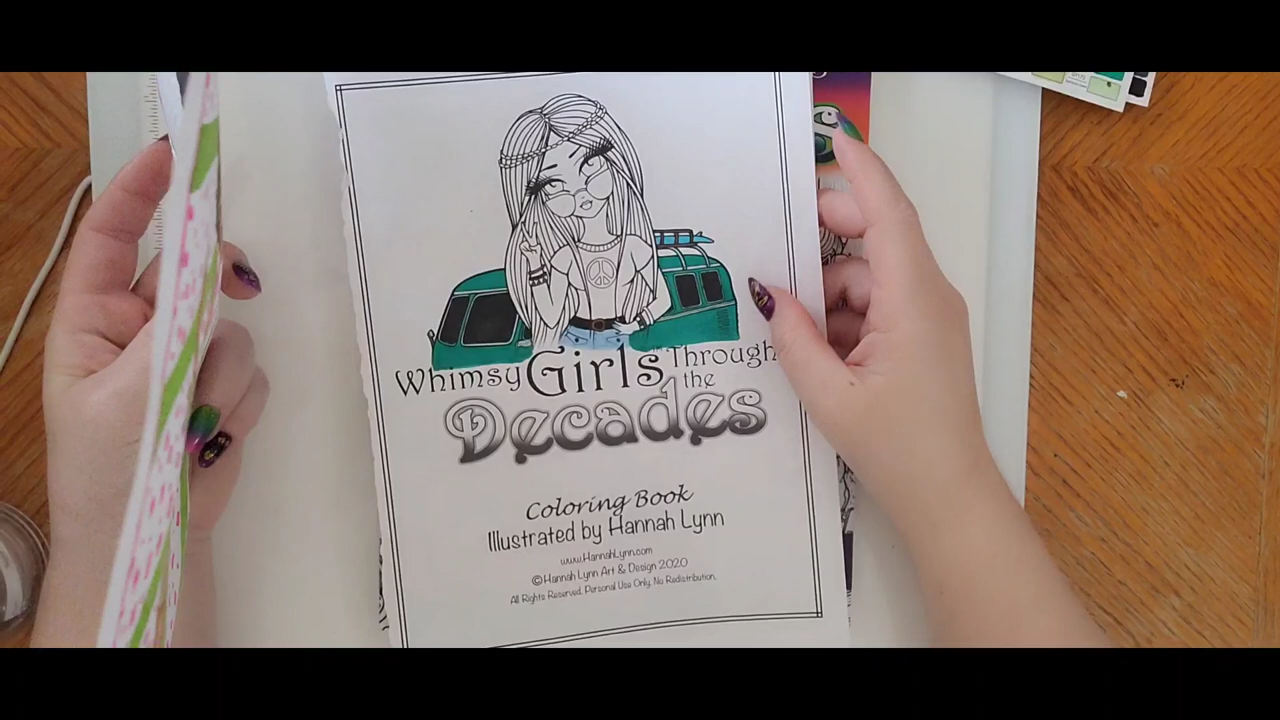 Whimsy Girls Through
the
Decades
Coloring Book
Illustrated by Hannah Lynn
www.HannahLynn.com
©Hannah Lynn Art & Design 2020
All Rights Reserved. Personal Use Only. No Redistribution.